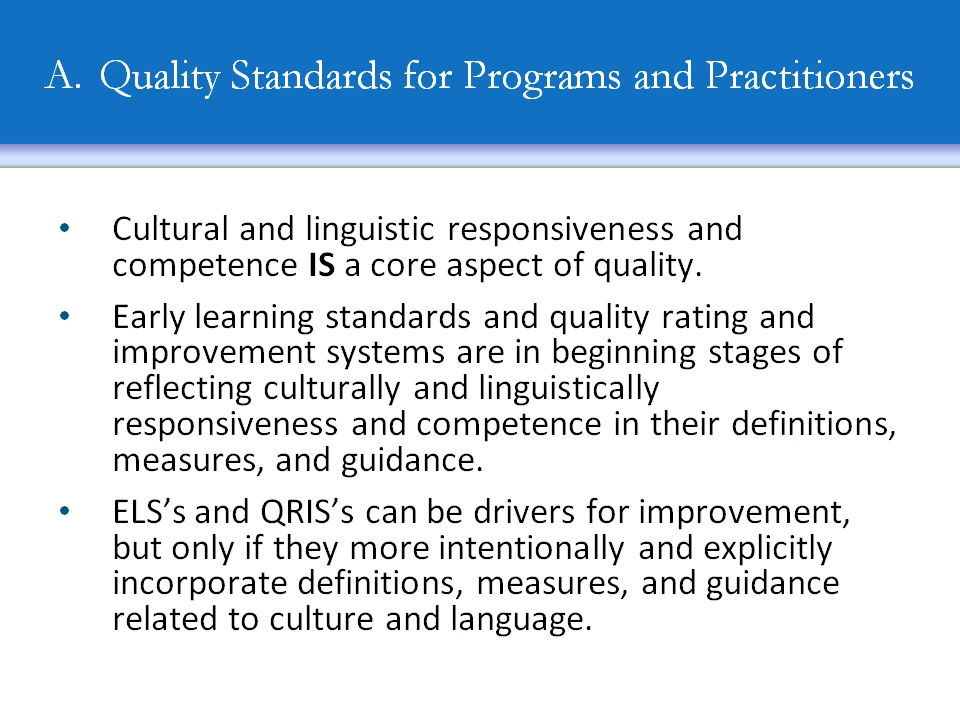 A. Quality Standards for Programs and Practitioners
• Cultural and linguistic responsiveness and
competence IS a core aspect of quality.
• Early learning standards and quality rating and
improvement systems are in beginning stages of
reflecting culturally and linguistically
responsiveness and competence in their definitions,
measures, and guidance.
• ELS’s and QRIS’s can be drivers for improvement,
but only if they more intentionally and explicitly
incorporate definitions, measures, and guidance
related to culture and language.